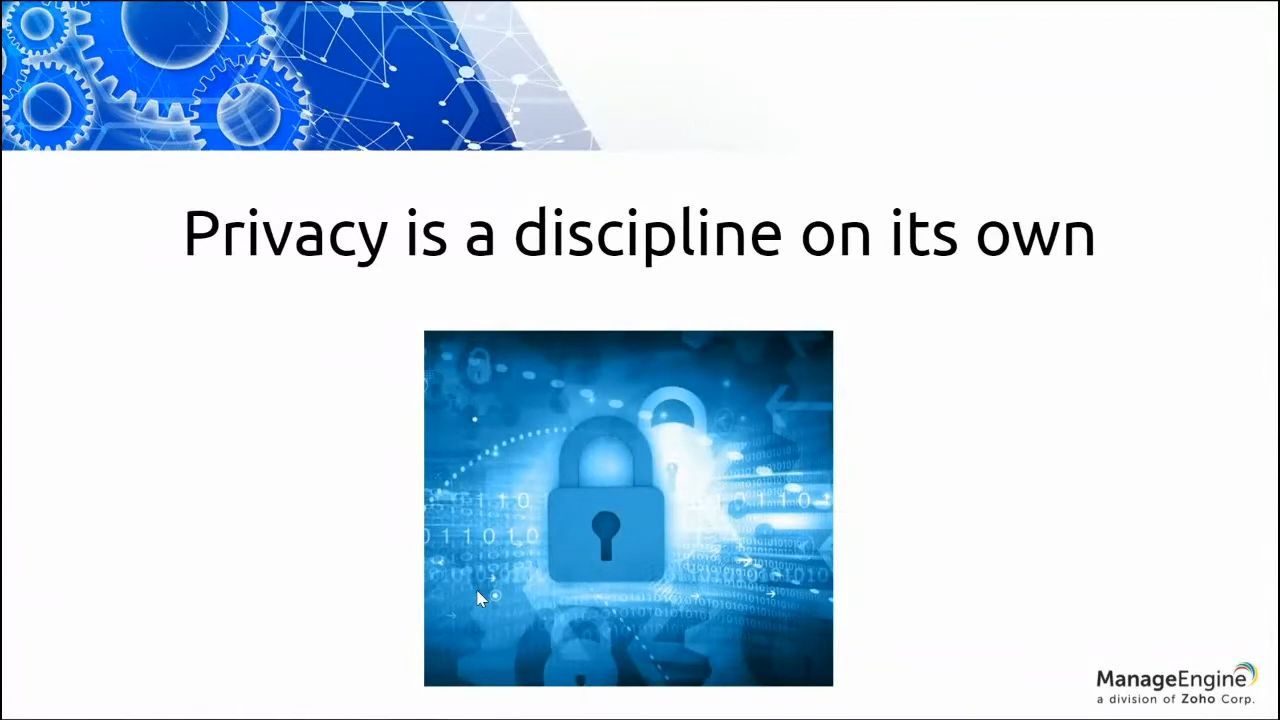 Privacy is a discipline on its own
ManageEngine
a division of Zoho Corp.